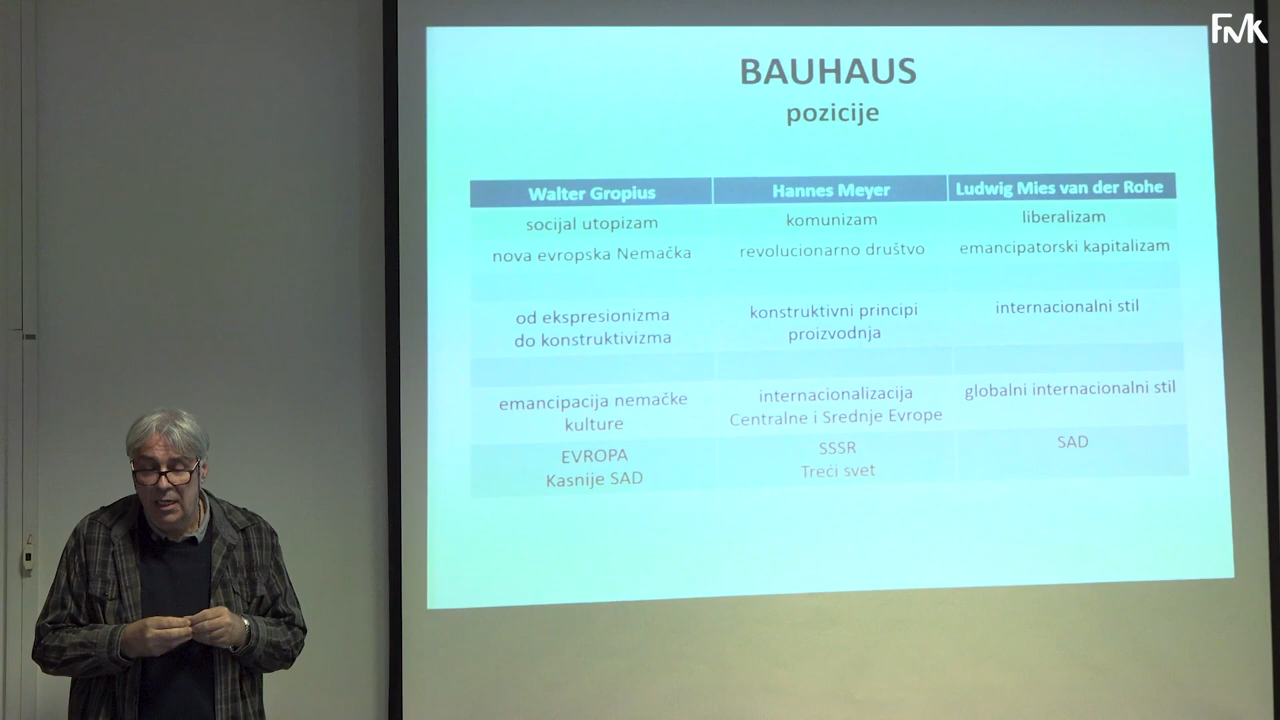 FMK
BAUHAUS
pozicije
Walter Gropius
Hannes Meyer
Ludwig Mies van der Rohe
socijal utopizam
komunizam
liberalizam
nova evropska Nemačka
revolucionarno društvo
emancipatorski kapitalizam
od ekspresionizma
do konstruktivizma
konstruktivni principi
proizvodnja
internacionalni stil
emancipacija nemačke
kulture
internacionalizacija
Centralne i Srednje Evrope
globalni internacionalni stil
EVROPA
Kasnije SAD
SSSR
Treći svet
SAD